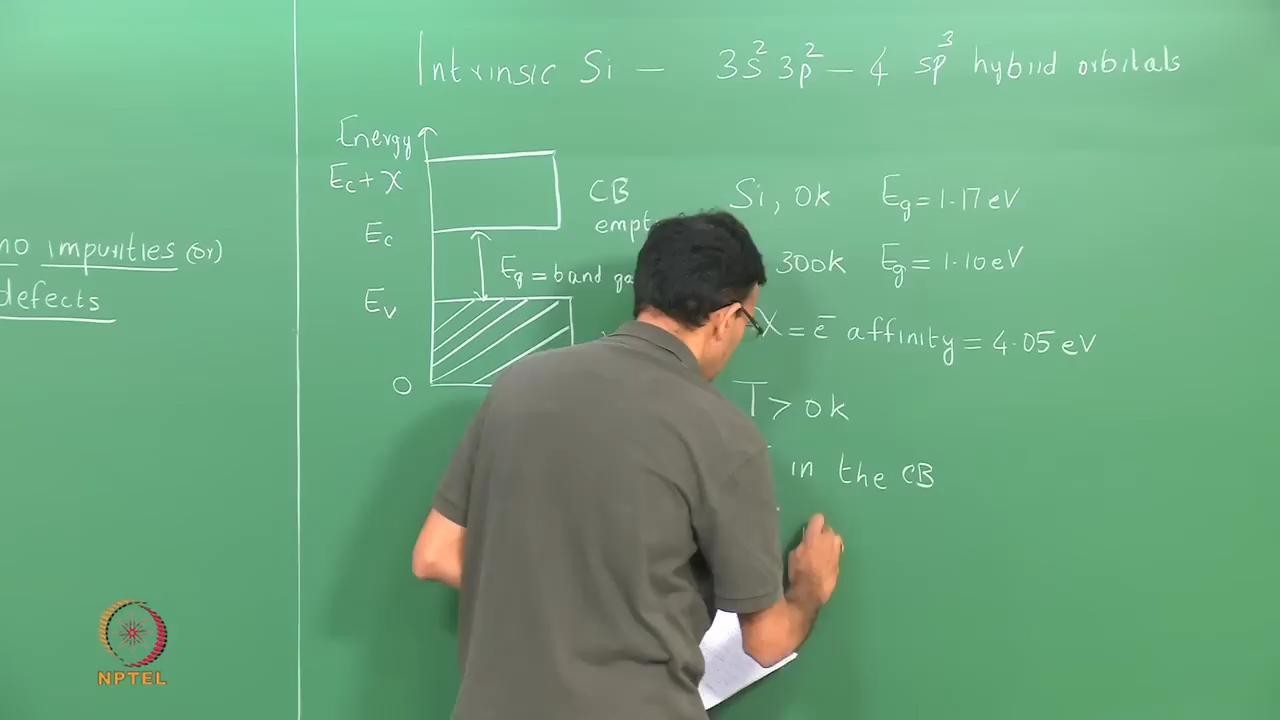 Intrinsic Si – 3s² 3p² – 4 sp³ hybrid orbitals
Energy
Ec + χ
CB
Si, 0k Eg = 1.17 eV
no impurities (or)
Ec
defects
Eg = band
300k Eg = 1.10 eV
Ev
χ = e⁻ affinity = 4.05 eV
0
T > 0k
in the CB
NPTEL